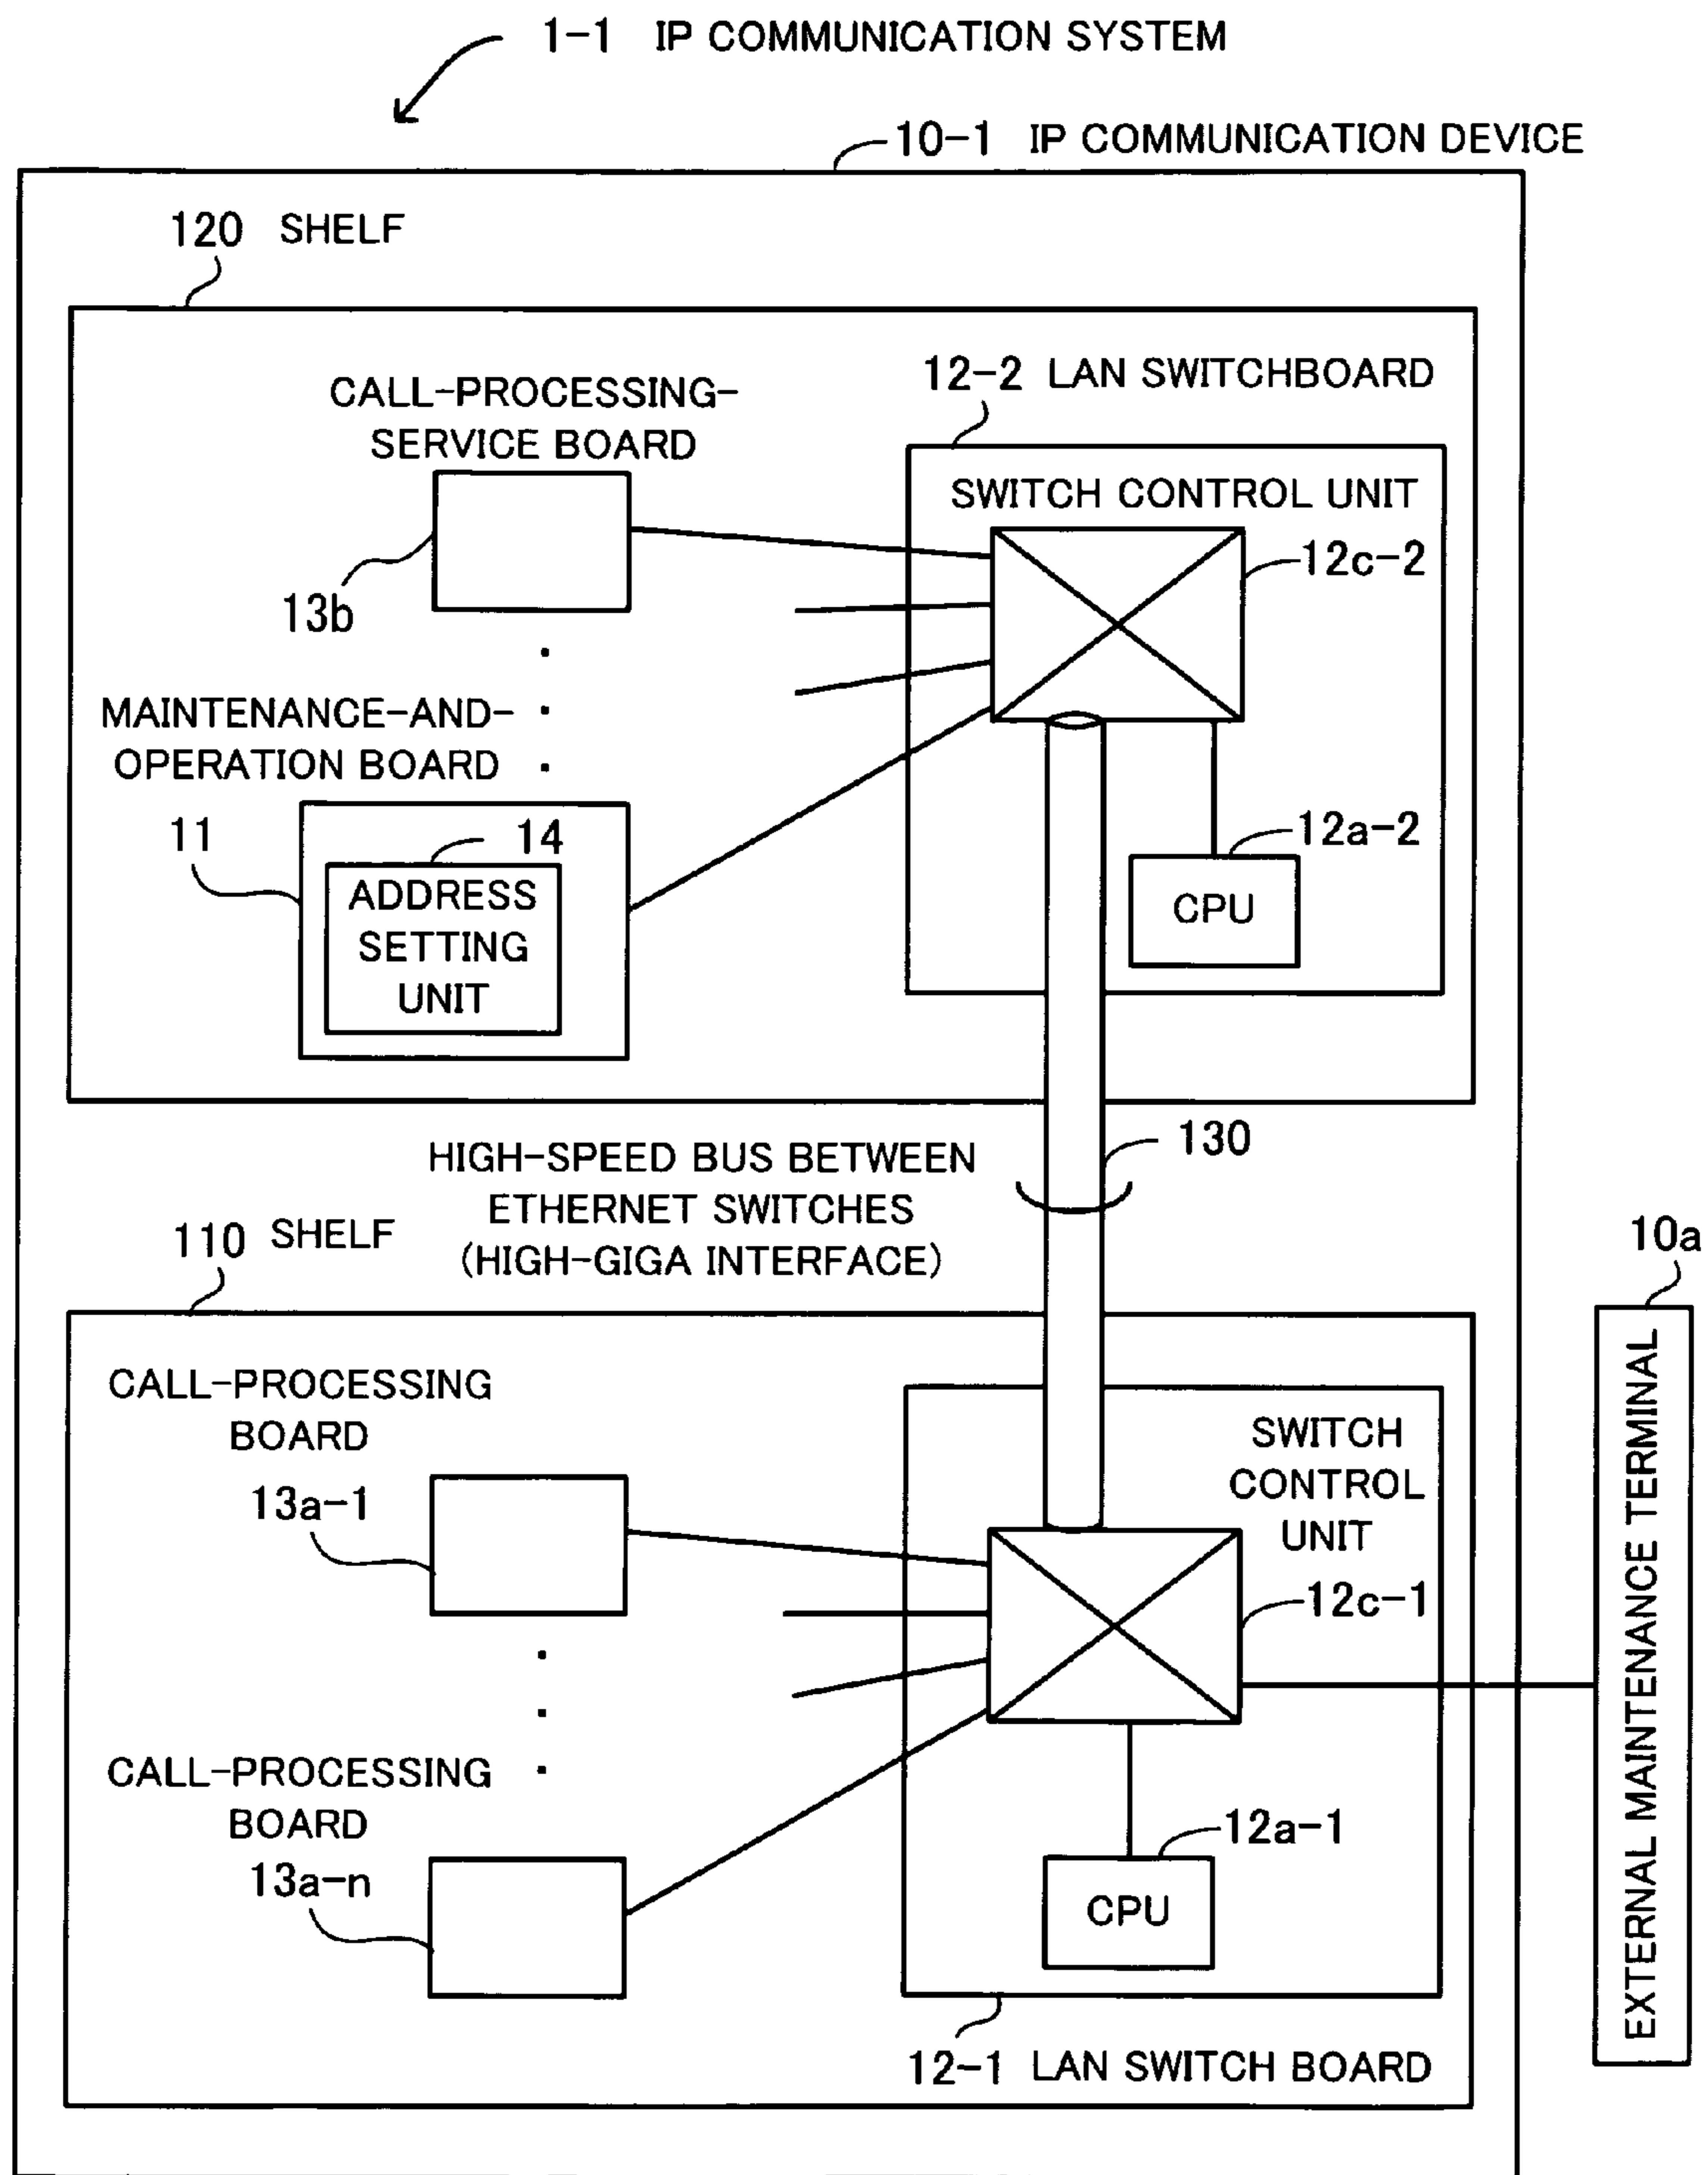 1-1 IP COMMUNICATION SYSTEM
10-1 IP COMMUNICATION DEVICE
120 SHELF
12-2 LAN SWITCHBOARD
CALL-PROCESSING-
SERVICE BOARD
SWITCH CONTROL UNIT
12c-2
13b
MAINTENANCE-AND-
OPERATION BOARD
11
14
12a-2
ADDRESS
SETTING
UNIT
CPU
130
HIGH-SPEED BUS BETWEEN
ETHERNET SWITCHES
(HIGH-GIGA INTERFACE)
110 SHELF
10a
EXTERNAL MAINTENANCE TERMINAL
CALL-PROCESSING
BOARD
13a-1
SWITCH
CONTROL
UNIT
12c-1
CALL-PROCESSING
BOARD
13a-n
12a-1
CPU
12-1 LAN SWITCH BOARD